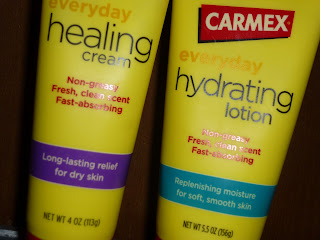 everyday
healing
cream
Non-greasy
Fresh, clean scent
Fast-absorbing
Long-lasting relief
for dry skin
NET WT 4 OZ (113g)
CARMEX
everyday
hydrating
lotion
Non-greasy
Fresh, clean scent
Fast-absorbing
Replenishing moisture
for soft, smooth skin
NET WT 5.5 OZ (156g)